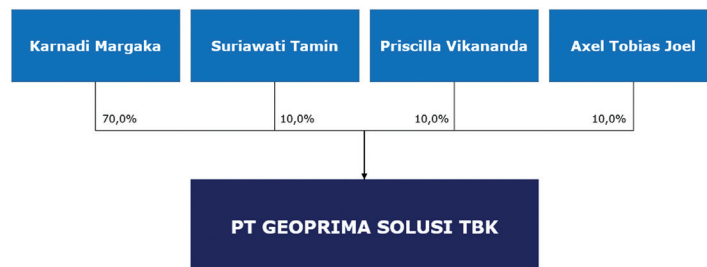 Karnadi Margaka
Suriawati Tamin
Priscilla Vikananda
Axel Tobias Joel
70,0%
10,0%
10,0%
10,0%
PT GEOPRIMA SOLUSI TBK